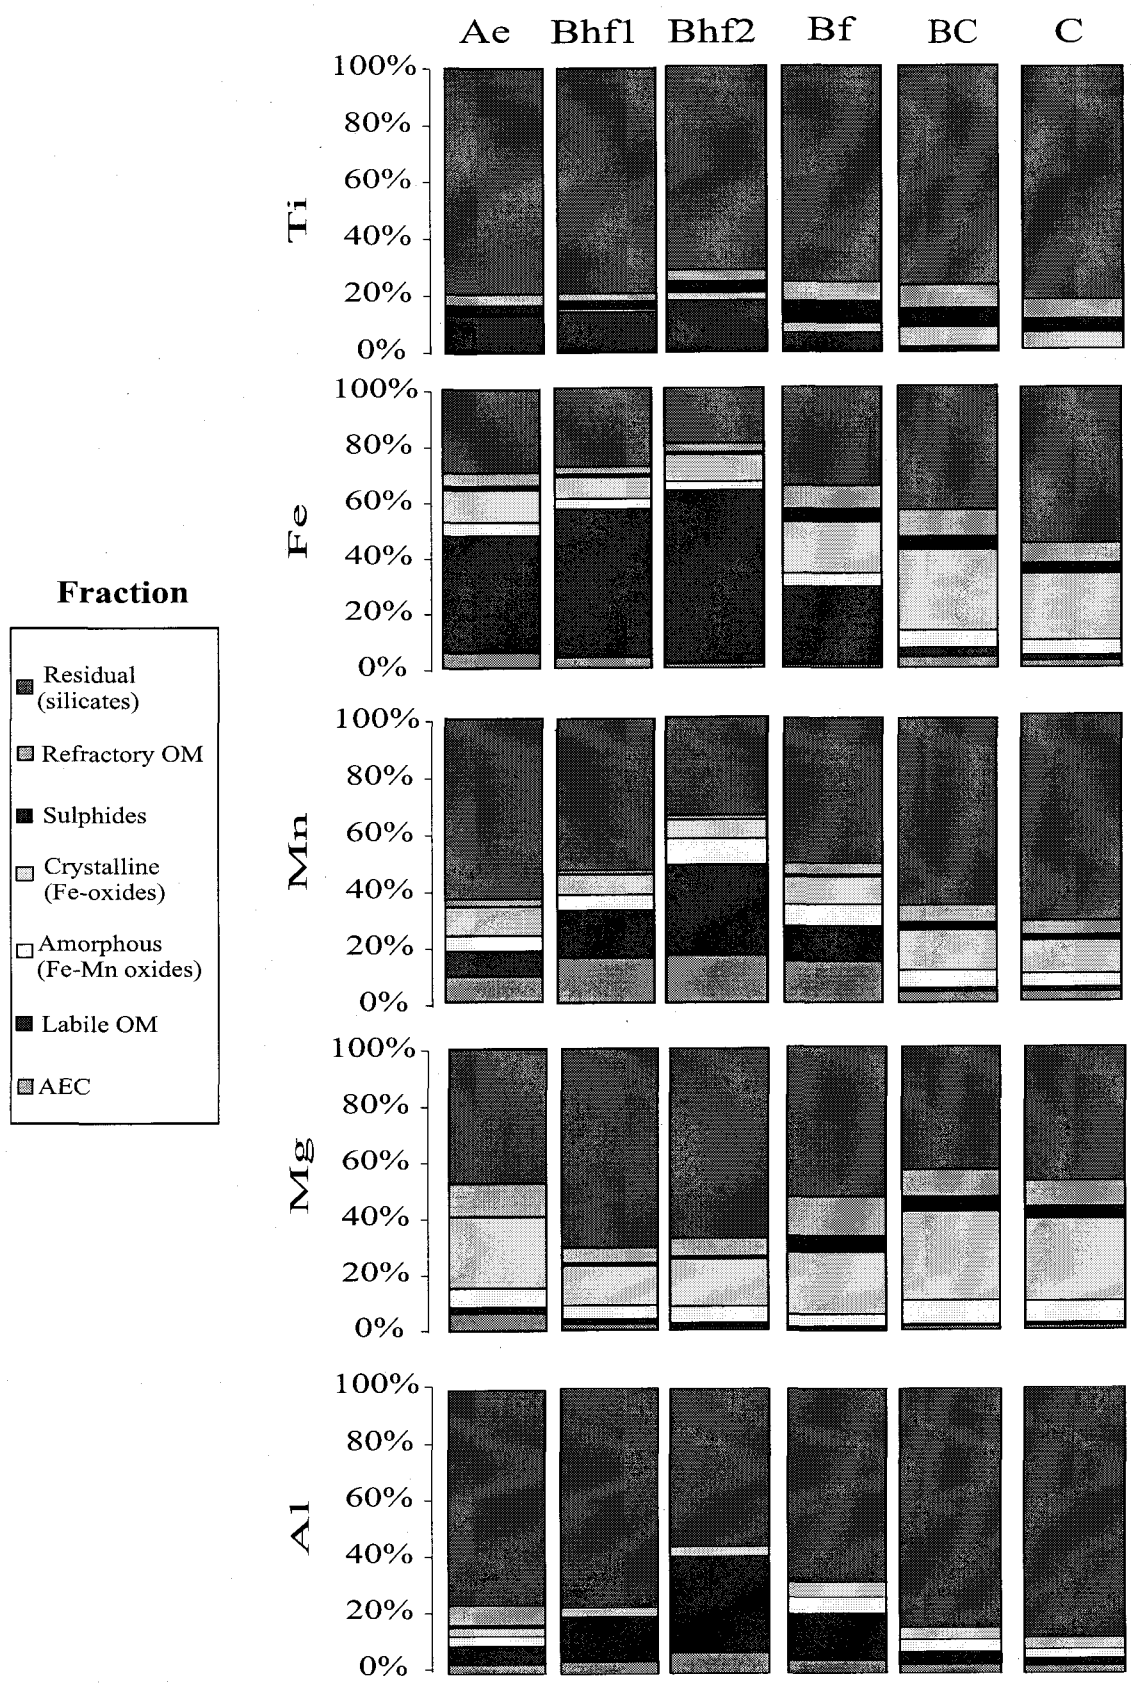 Ae Bhf1 Bhf2 Bf BC C
100%
80%
60%
40%
20%
0%
Ti
100%
80%
60%
40%
20%
0%
Fe
Fraction
Residual
(silicates)
Refractory OM
Sulphides
Crystalline
(Fe-oxides)
Amorphous
(Fe-Mn oxides)
Labile OM
AEC
100%
80%
60%
40%
20%
0%
Mn
100%
80%
60%
40%
20%
0%
Mg
100%
80%
60%
40%
20%
0%
Al